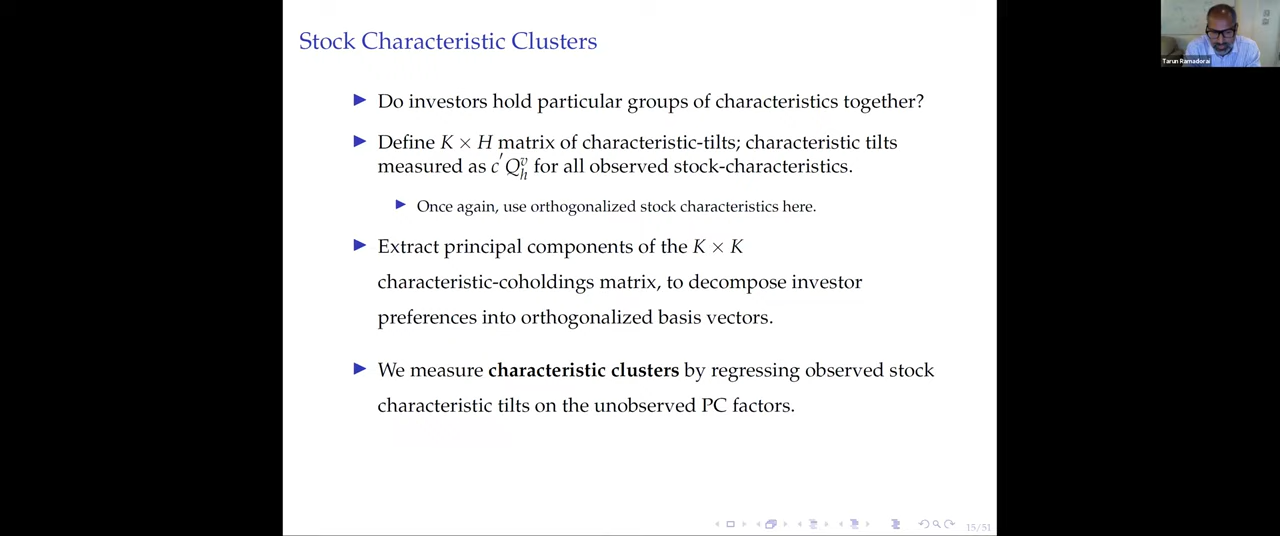 Stock Characteristic Clusters
Do investors hold particular groups of characteristics together?
Define K × H matrix of characteristic-tilts; characteristic tilts
measured as c′Q_h^v for all observed stock-characteristics.
Once again, use orthogonalized stock characteristics here.
Extract principal components of the K × K
characteristic-coholdings matrix, to decompose investor
preferences into orthogonalized basis vectors.
We measure characteristic clusters by regressing observed stock
characteristic tilts on the unobserved PC factors.
15/51
Tarun Ramadorai